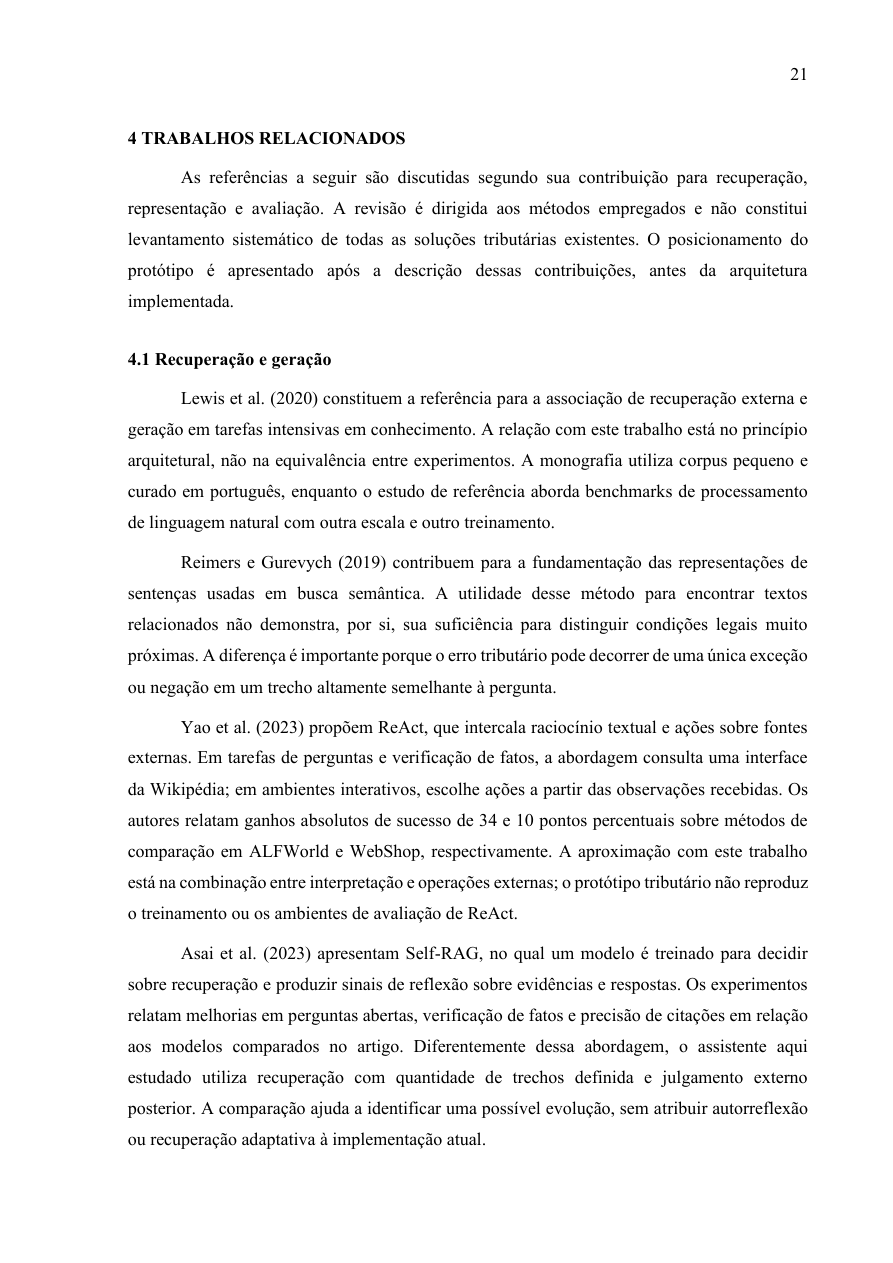 21
4 TRABALHOS RELACIONADOS
As referências a seguir são discutidas segundo sua contribuição para recuperação,
representação e avaliação. A revisão é dirigida aos métodos empregados e não constitui
levantamento sistemático de todas as soluções tributárias existentes. O posicionamento do
protótipo é apresentado após a descrição dessas contribuições, antes da arquitetura
implementada.
4.1 Recuperação e geração
Lewis et al. (2020) constituem a referência para a associação de recuperação externa e
geração em tarefas intensivas em conhecimento. A relação com este trabalho está no princípio
arquitetural, não na equivalência entre experimentos. A monografia utiliza corpus pequeno e
curado em português, enquanto o estudo de referência aborda benchmarks de processamento
de linguagem natural com outra escala e outro treinamento.
Reimers e Gurevych (2019) contribuem para a fundamentação das representações de
sentenças usadas em busca semântica. A utilidade desse método para encontrar textos
relacionados não demonstra, por si, sua suficiência para distinguir condições legais muito
próximas. A diferença é importante porque o erro tributário pode decorrer de uma única exceção
ou negação em um trecho altamente semelhante à pergunta.
Yao et al. (2023) propõem ReAct, que intercala raciocínio textual e ações sobre fontes
externas. Em tarefas de perguntas e verificação de fatos, a abordagem consulta uma interface
da Wikipédia; em ambientes interativos, escolhe ações a partir das observações recebidas. Os
autores relatam ganhos absolutos de sucesso de 34 e 10 pontos percentuais sobre métodos de
comparação em ALFWorld e WebShop, respectivamente. A aproximação com este trabalho
está na combinação entre interpretação e operações externas; o protótipo tributário não reproduz
o treinamento ou os ambientes de avaliação de ReAct.
Asai et al. (2023) apresentam Self-RAG, no qual um modelo é treinado para decidir
sobre recuperação e produzir sinais de reflexão sobre evidências e respostas. Os experimentos
relatam melhorias em perguntas abertas, verificação de fatos e precisão de citações em relação
aos modelos comparados no artigo. Diferentemente dessa abordagem, o assistente aqui
estudado utiliza recuperação com quantidade de trechos definida e julgamento externo
posterior. A comparação ajuda a identificar uma possível evolução, sem atribuir autorreflexão
ou recuperação adaptativa à implementação atual.